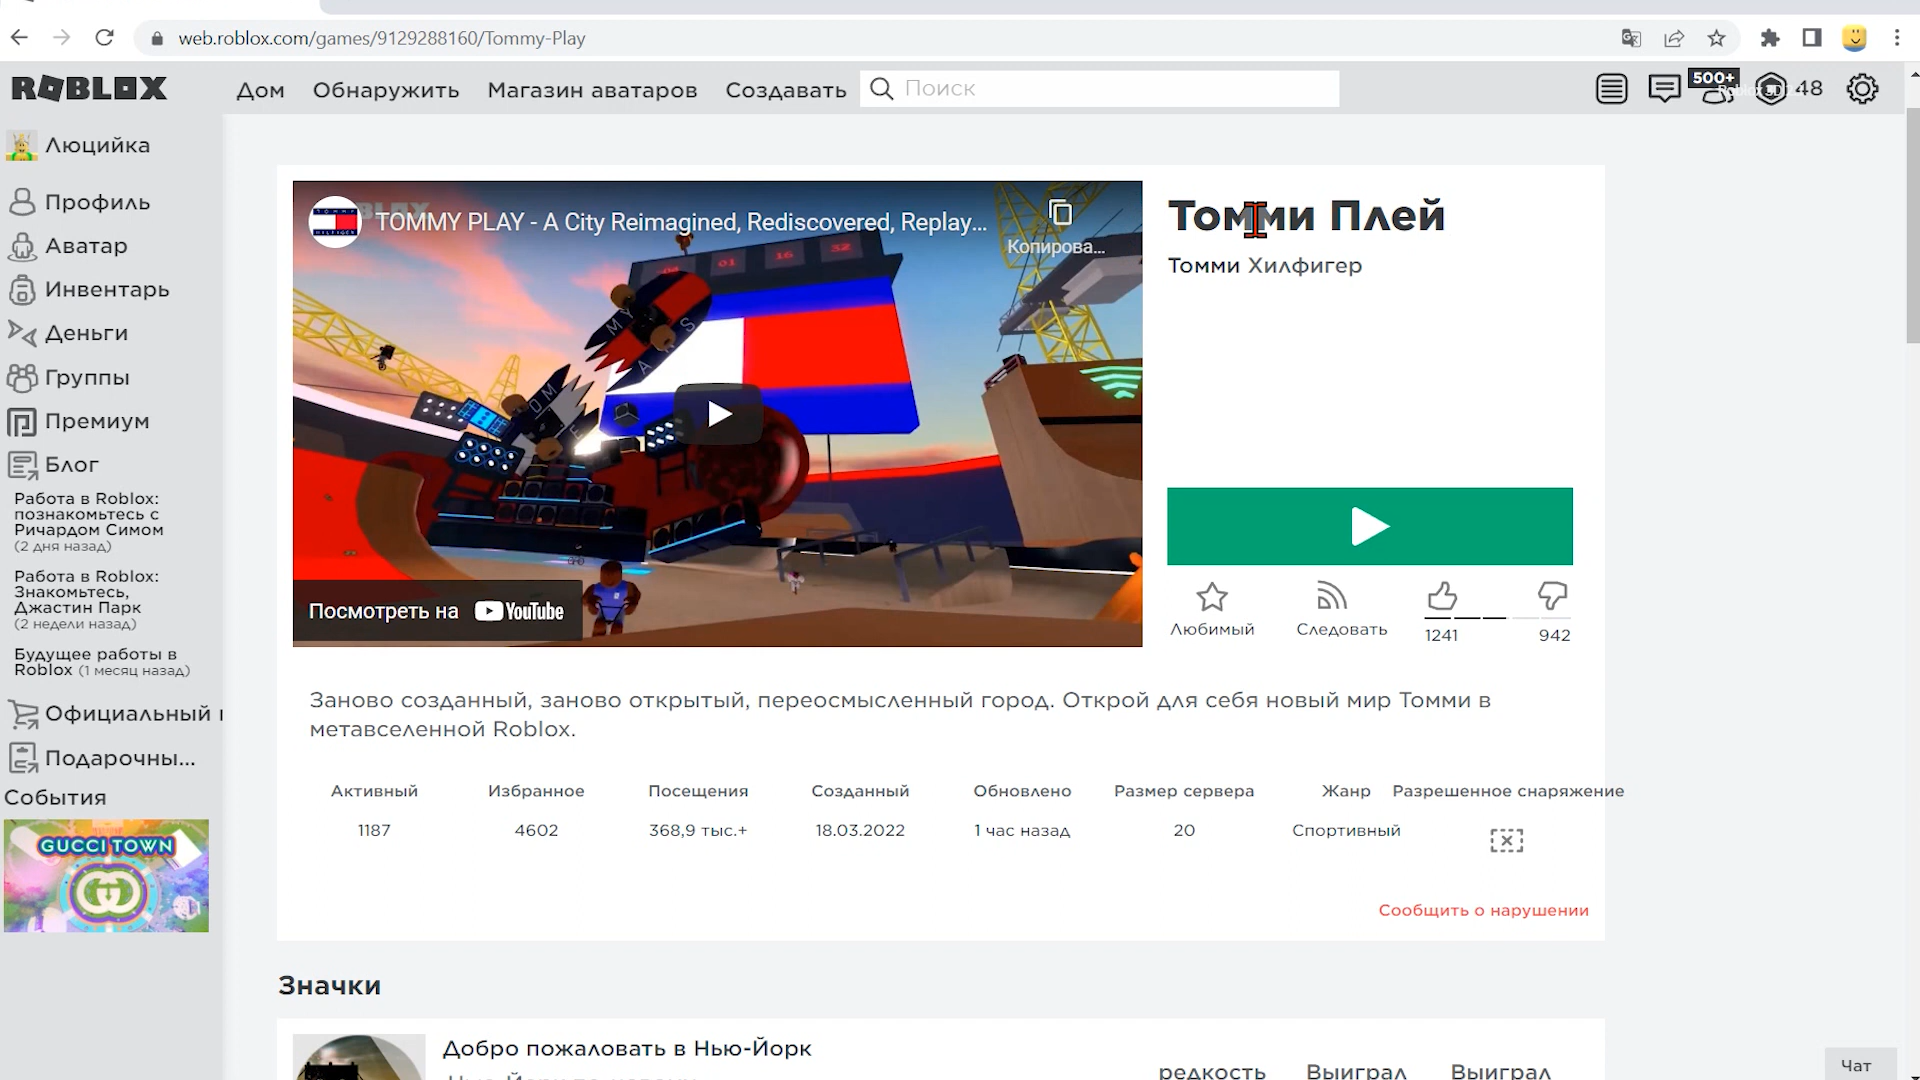 web.roblox.com/games/9129288160/Tommy-Play
ROBLOX
Дом
Обнаружить
Магазин аватаров
Создавать
Поиск
500+
48
Люцийка
Профиль
Аватар
Инвентарь
Деньги
Группы
Премиум
Блог
Работа в Roblox:
познакомьтесь с
Ричардом Симом
(2 дня назад)
Работа в Roblox:
Знакомьтесь,
Джастин Парк
(2 недели назад)
Будущее работы в
Roblox (1 месяц назад)
Официальный
Подарочны...
События
GUCCI TOWN
TOMMY PLAY - A City Reimagined, Rediscovered, Replay...
Копирова...
01 16 32
Посмотреть на YouTube
Томми Плей
Томми Хилфигер
Любимый
Следовать
1241
942
Заново созданный, заново открытый, переосмысленный город. Открой для себя новый мир Томми в
метавселенной Roblox.
Активный Избранное Посещения Созданный Обновлено Размер сервера Жанр Разрешенное снаряжение
1187 4602 368,9 тыс.+ 18.03.2022 1 час назад 20 Спортивный
Сообщить о нарушении
Значки
Добро пожаловать в Нью-Йорк
редкость Выиграл Выиграл
Чат